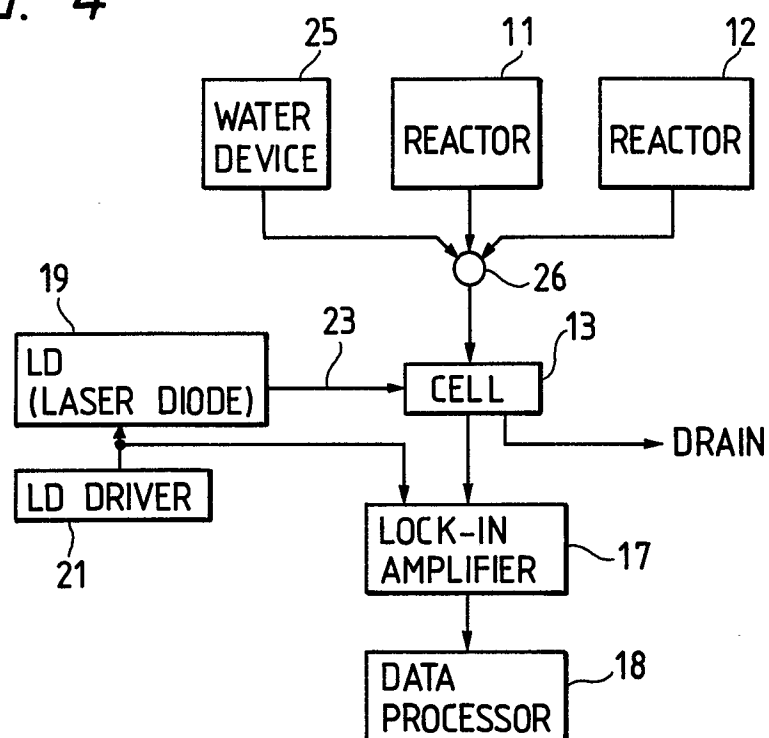 4
25
11
12
WATER
DEVICE
REACTOR
REACTOR
26
19
23
13
LD
(LASER DIODE)
CELL
DRAIN
LD DRIVER
21
LOCK-IN
AMPLIFIER
17
DATA
PROCESSOR
18